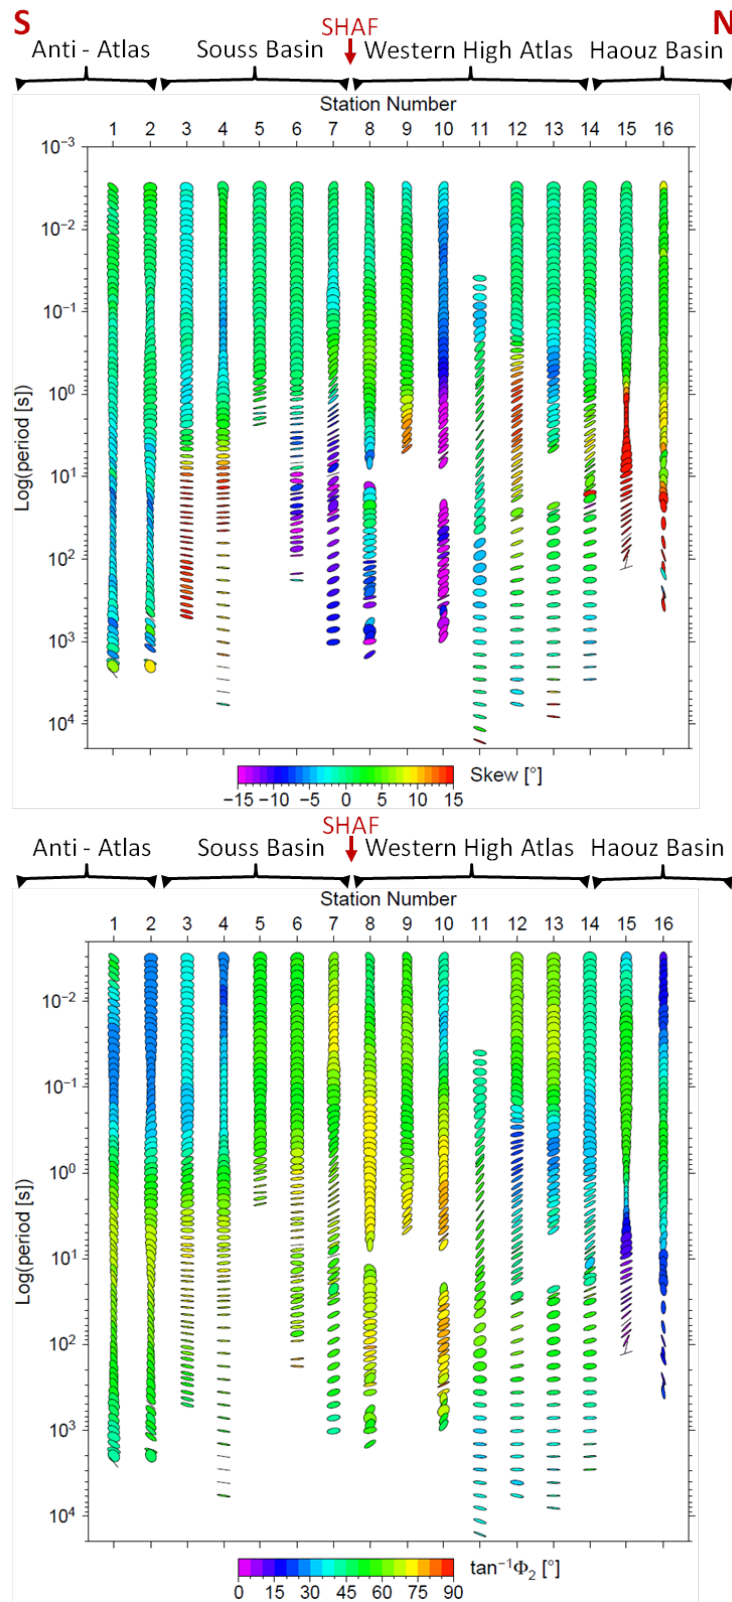 S SHAF N
Anti - Atlas Souss Basin Western High Atlas Haouz Basin
Station Number
1 2 3 4 5 6 7 8 9 10 11 12 13 14 15 16
10⁻³
10⁻²
10⁻¹
10⁰
10¹
10²
10³
10⁴
Log(period [s])
−15 −10 −5 0 5 10 15
Skew [°]
SHAF
Anti - Atlas Souss Basin Western High Atlas Haouz Basin
Station Number
1 2 3 4 5 6 7 8 9 10 11 12 13 14 15 16
10⁻²
10⁻¹
10⁰
10¹
10²
10³
10⁴
Log(period [s])
0 15 30 45 60 75 90
tan⁻¹Φ₂ [°]